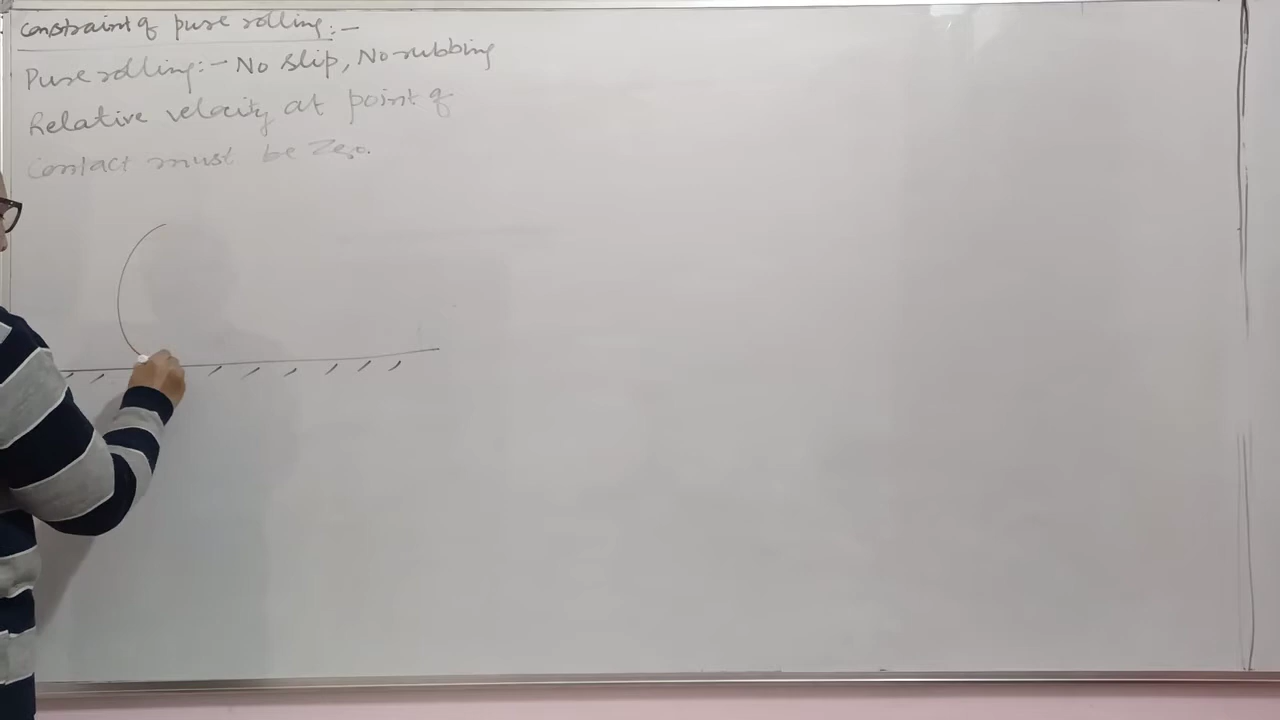 constraint of pure rolling:-
Pure rolling:- No slip, No rubbing
Relative velocity at point of
Contact must be Zero.